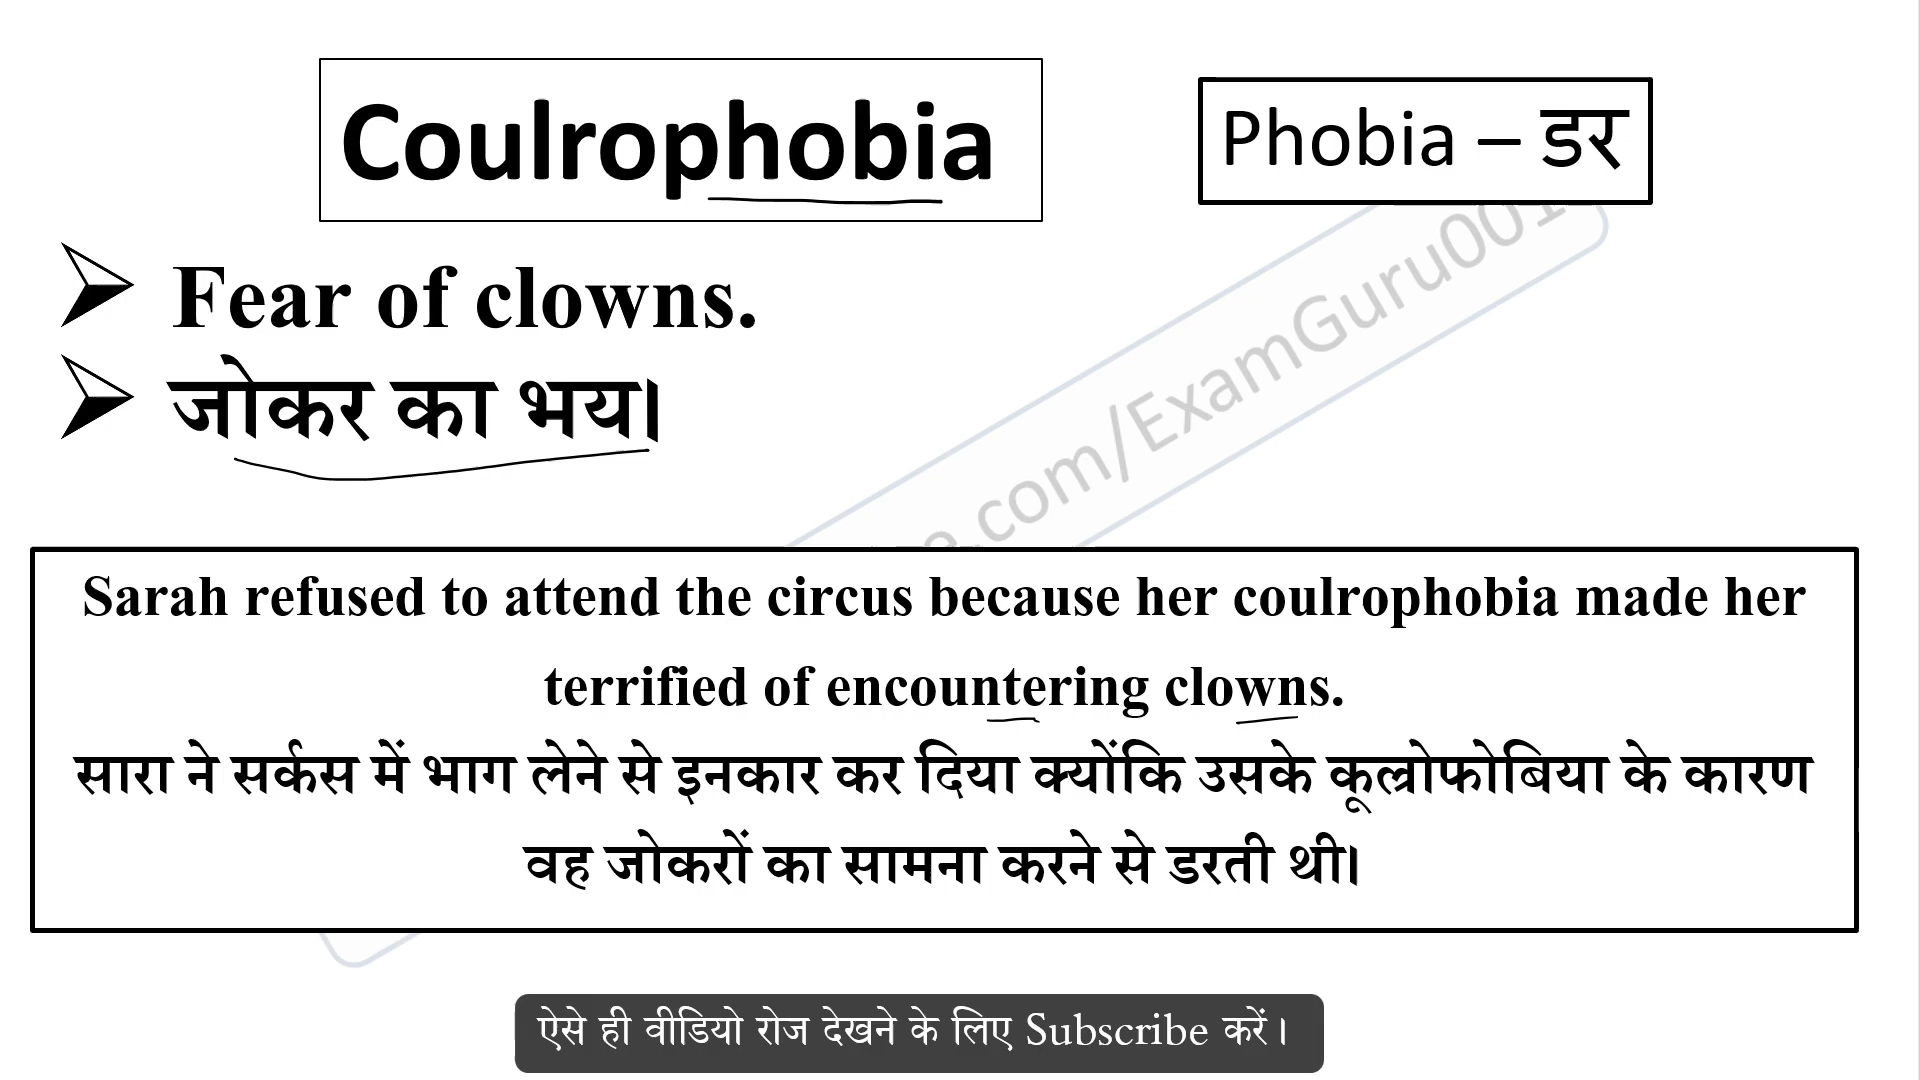 Coulrophobia
Phobia – डर
Fear of clowns.
जोकर का भय।
e.com/ExamGuru001
Sarah refused to attend the circus because her coulrophobia made her
terrified of encountering clowns.
सारा ने सर्कस में भाग लेने से इनकार कर दिया क्योंकि उसके कूल्रोफोबिया के कारण
वह जोकरों का सामना करने से डरती थी।
ऐसे ही वीडियो रोज देखने के लिए Subscribe करें।